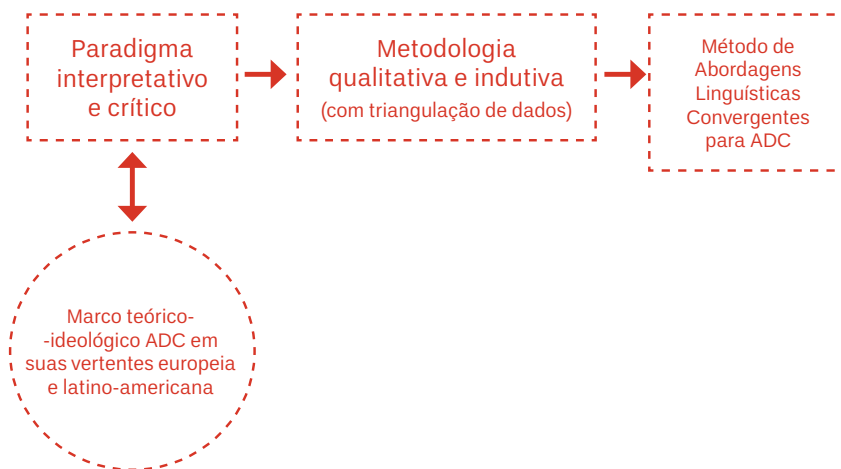 Paradigma
interpretativo
e crítico
Metodologia
qualitativa e indutiva
(com triangulação de dados)
Método de
Abordagens
Linguísticas
Convergentes
para ADC
Marco teórico-
-ideológico ADC em
suas vertentes europeia
e latino-americana